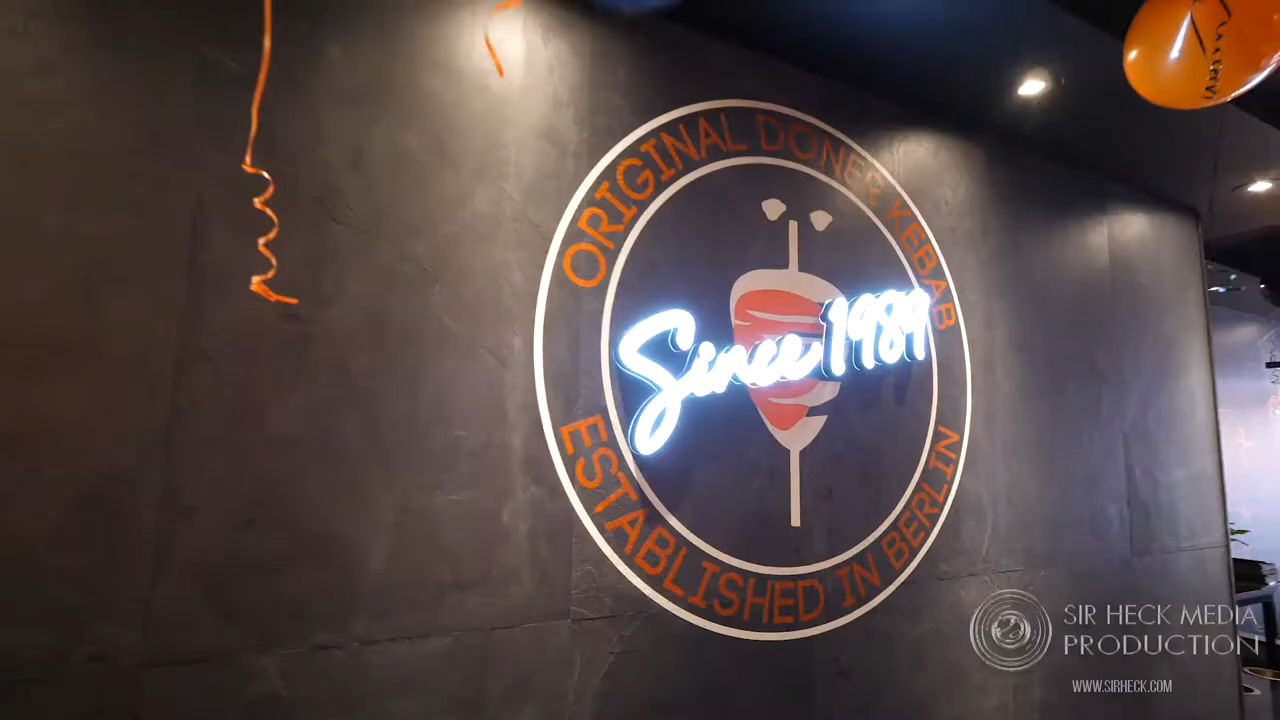 ORIGINAL DONER KEBAB
Since 1989
ESTABLISHED IN BERLIN
SIR HECK MEDIA
PRODUCTION
WWW.SIRHECK.COM